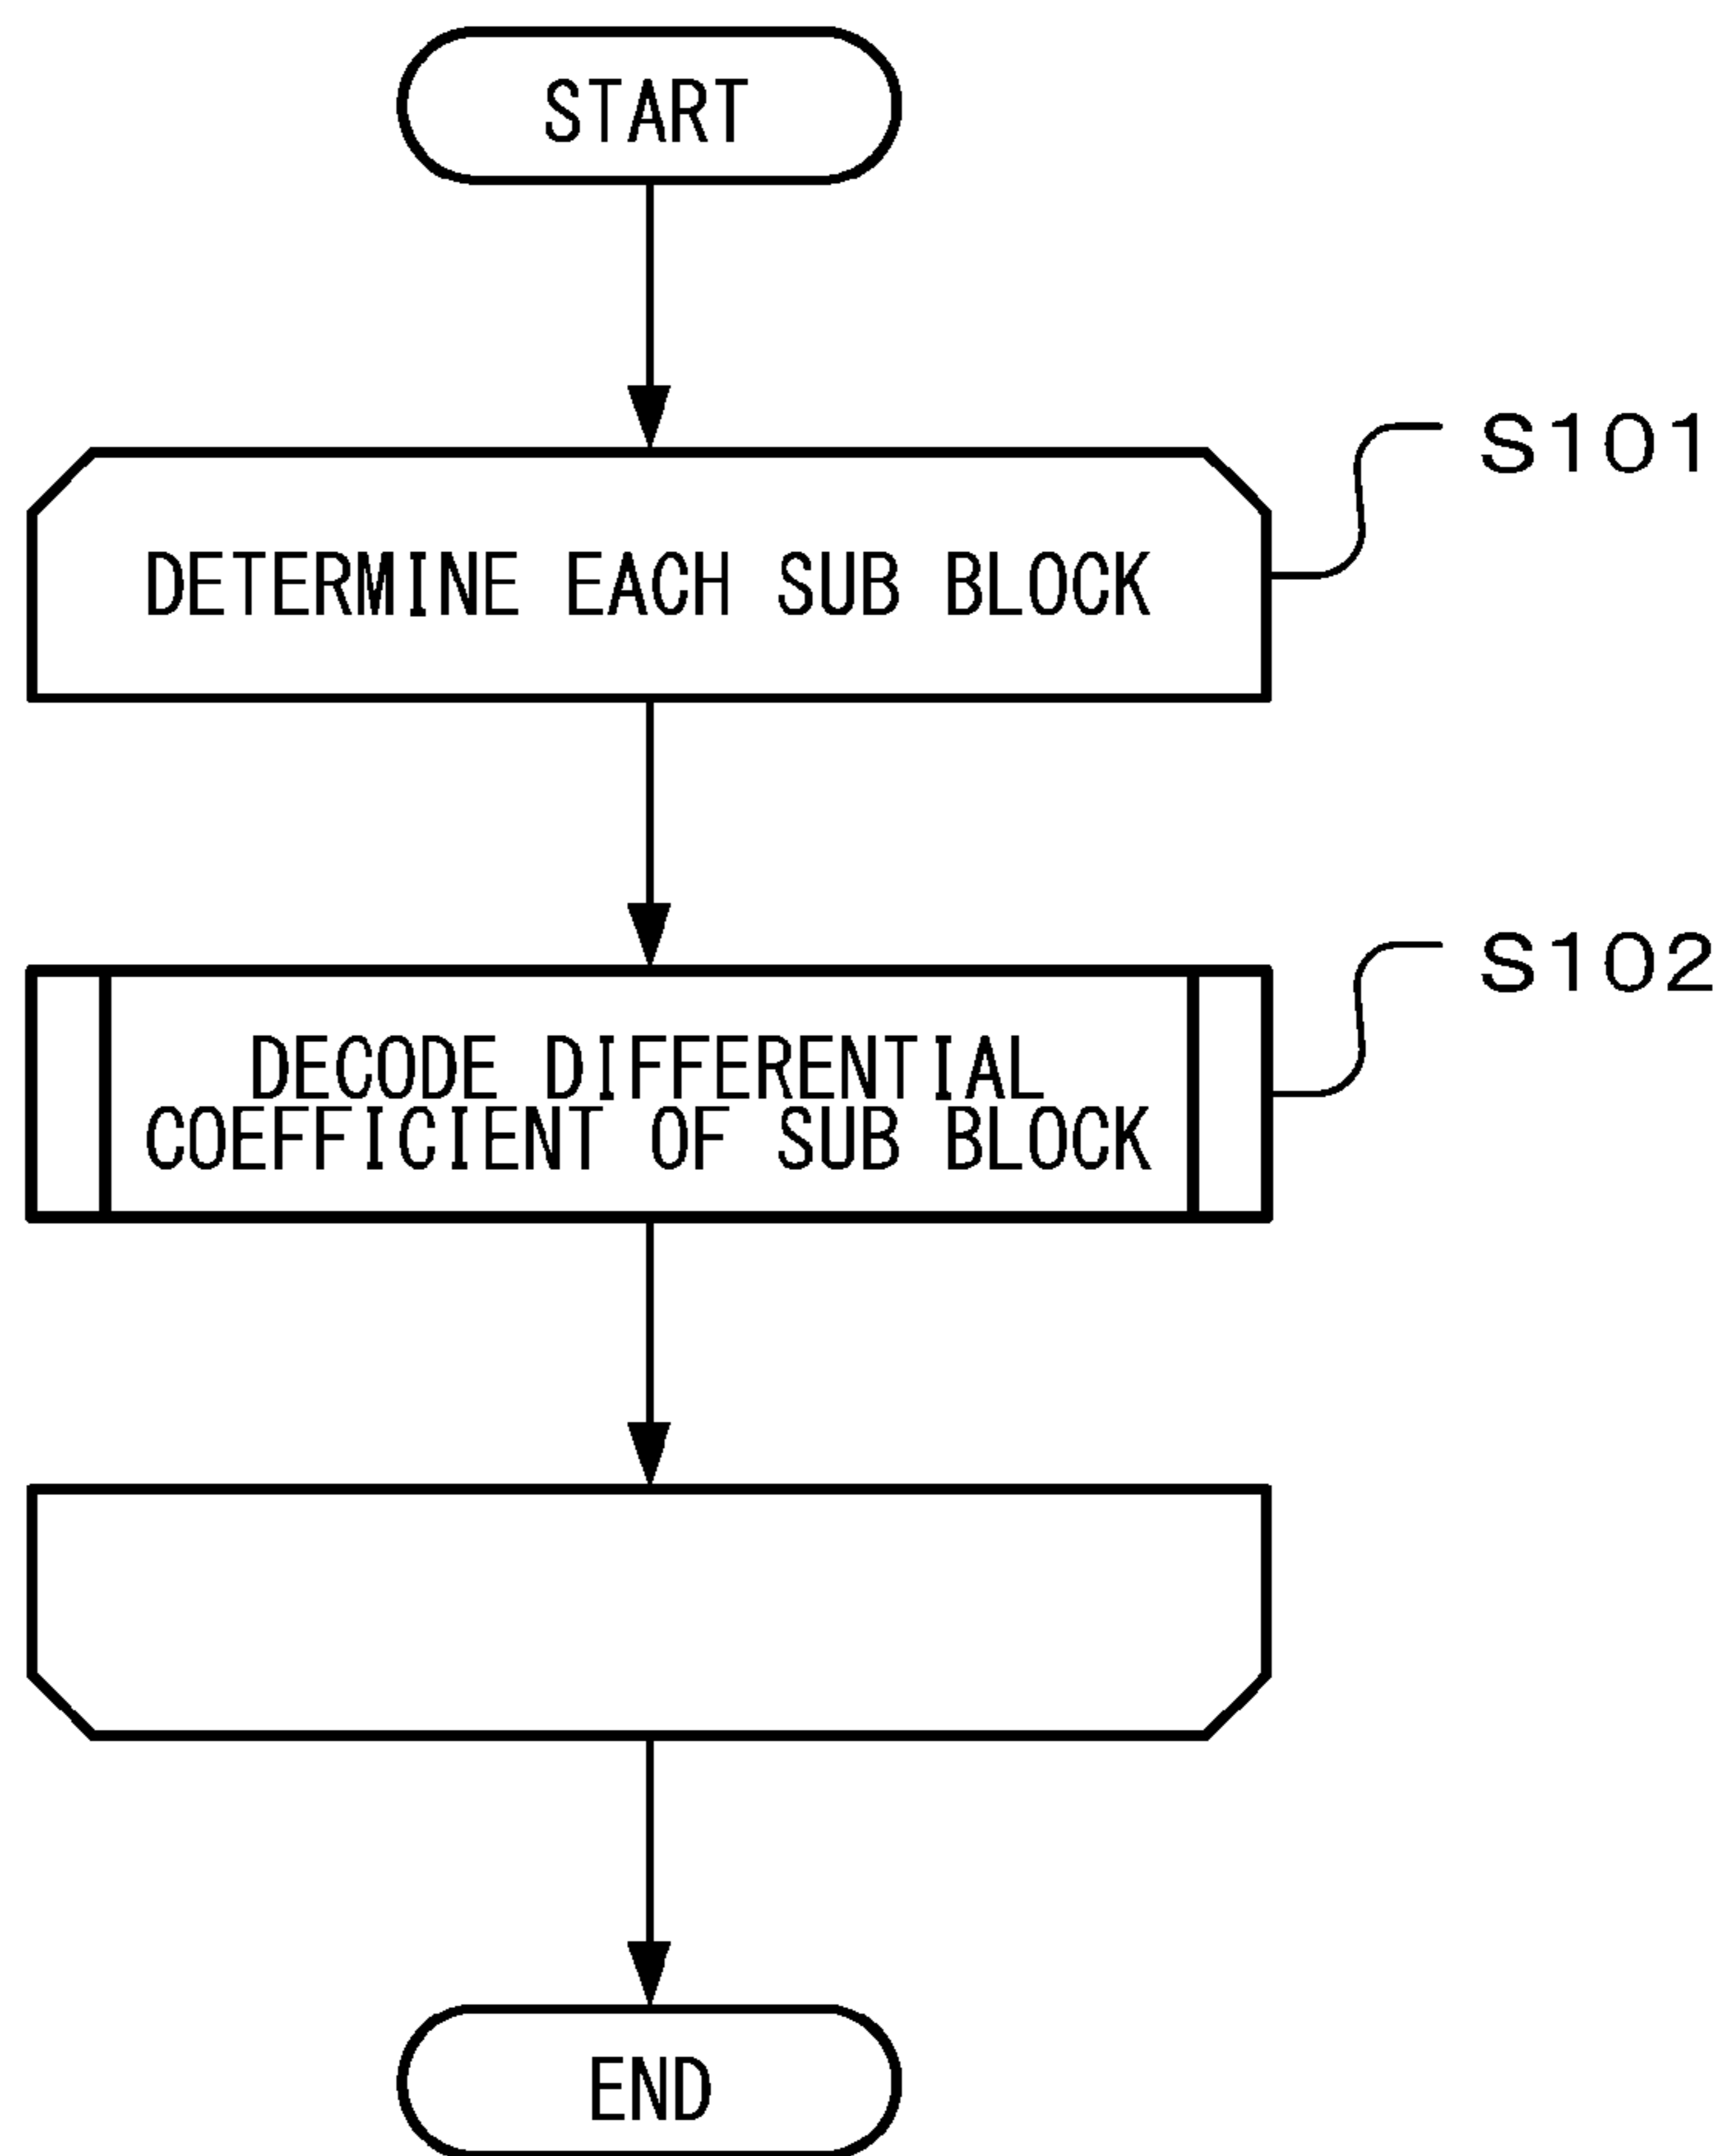 START
S101
DETERMINE EACH SUB BLOCK
S102
DECODE DIFFERENTIAL
COEFFICIENT OF SUB BLOCK
END